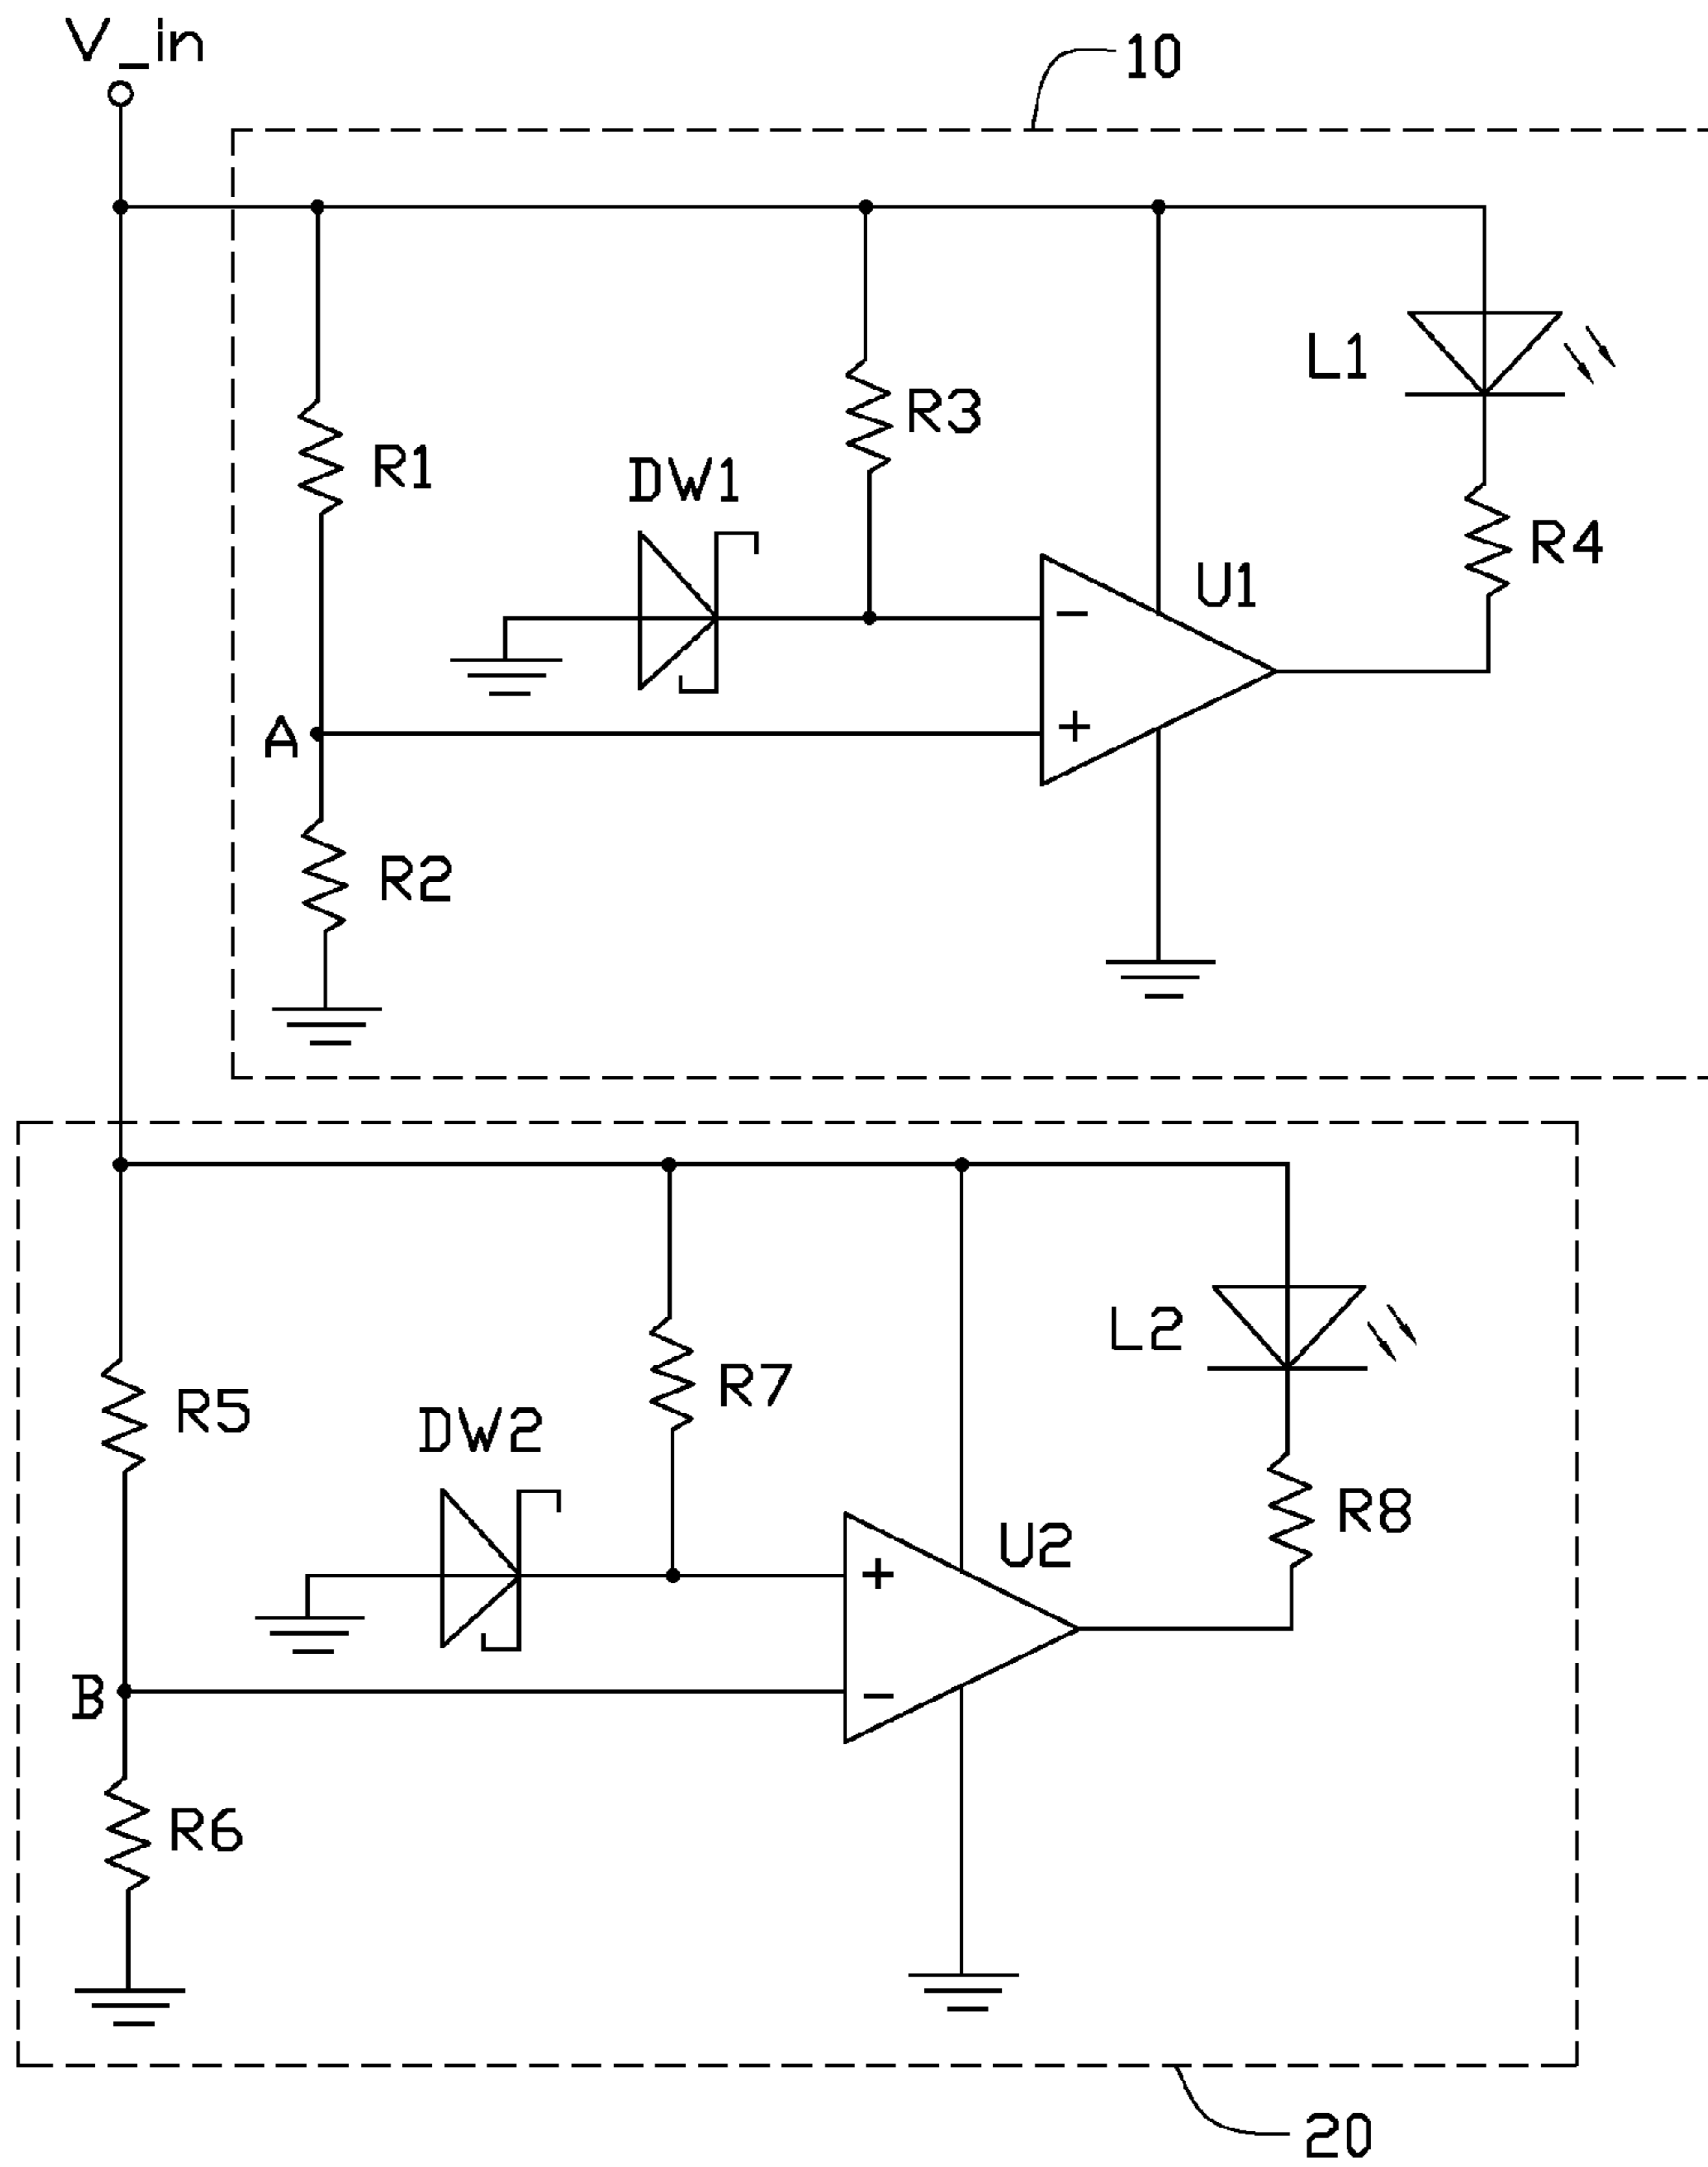 V_in
10
L1
R3
R1
DW1
R4
U1
−
+
A
R2
L2
R7
R5
DW2
R8
U2
+
−
B
R6
20